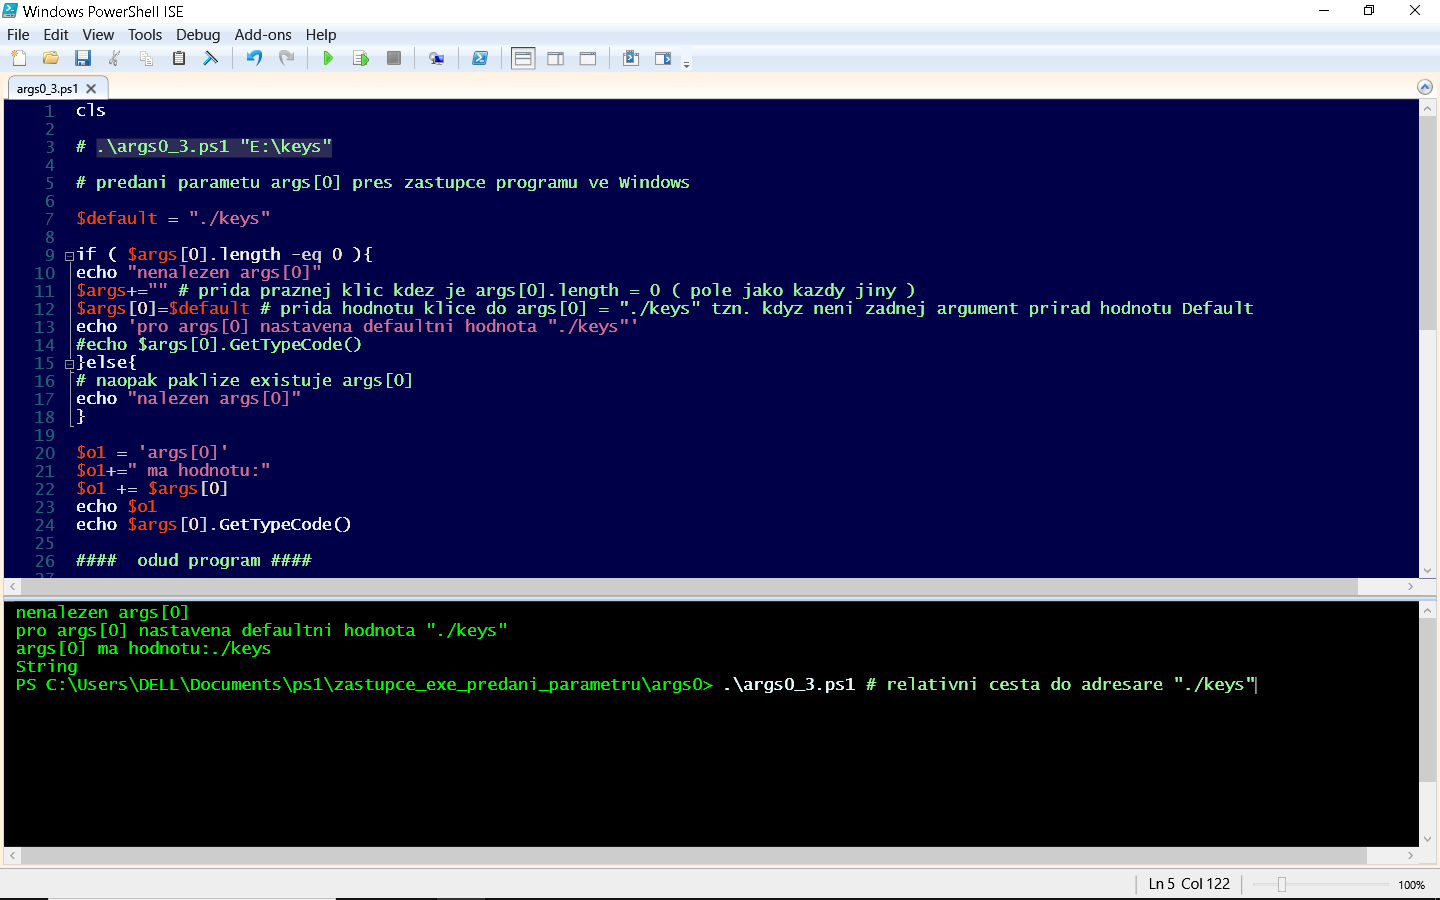 Windows PowerShell ISE
File Edit View Tools Debug Add-ons Help
args0_3.ps1
1 cls
2
3 # .\args0_3.ps1 "E:\keys"
4
5 # predani parametu args[0] pres zastupce programu ve Windows
6
7 $default = "./keys"
8
9 if ( $args[0].length -eq 0 ){
10 echo "nenalezen args[0]"
11 $args+="" # prida praznej klic kdez je args[0].length = 0 ( pole jako kazdy jiny )
12 $args[0]=$default # prida hodnotu klice do args[0] = "./keys" tzn. kdyz neni zadnej argument prirad hodnotu Default
13 echo 'pro args[0] nastavena defaultni hodnota "./keys"'
14 #echo $args[0].GetTypeCode()
15 }else{
16 # naopak paklize existuje args[0]
17 echo "nalezen args[0]"
18 }
19
20 $o1 = 'args[0]'
21 $o1+=" ma hodnotu:"
22 $o1 += $args[0]
23 echo $o1
24 echo $args[0].GetTypeCode()
25
26 #### odud program ####
27
nenalezen args[0]
pro args[0] nastavena defaultni hodnota "./keys"
args[0] ma hodnotu:./keys
String
PS C:\Users\DELL\Documents\ps1\zastupce_exe_predani_parametru\args0> .\args0_3.ps1 # relativni cesta do adresare "./keys"
Ln 5 Col 122 100%